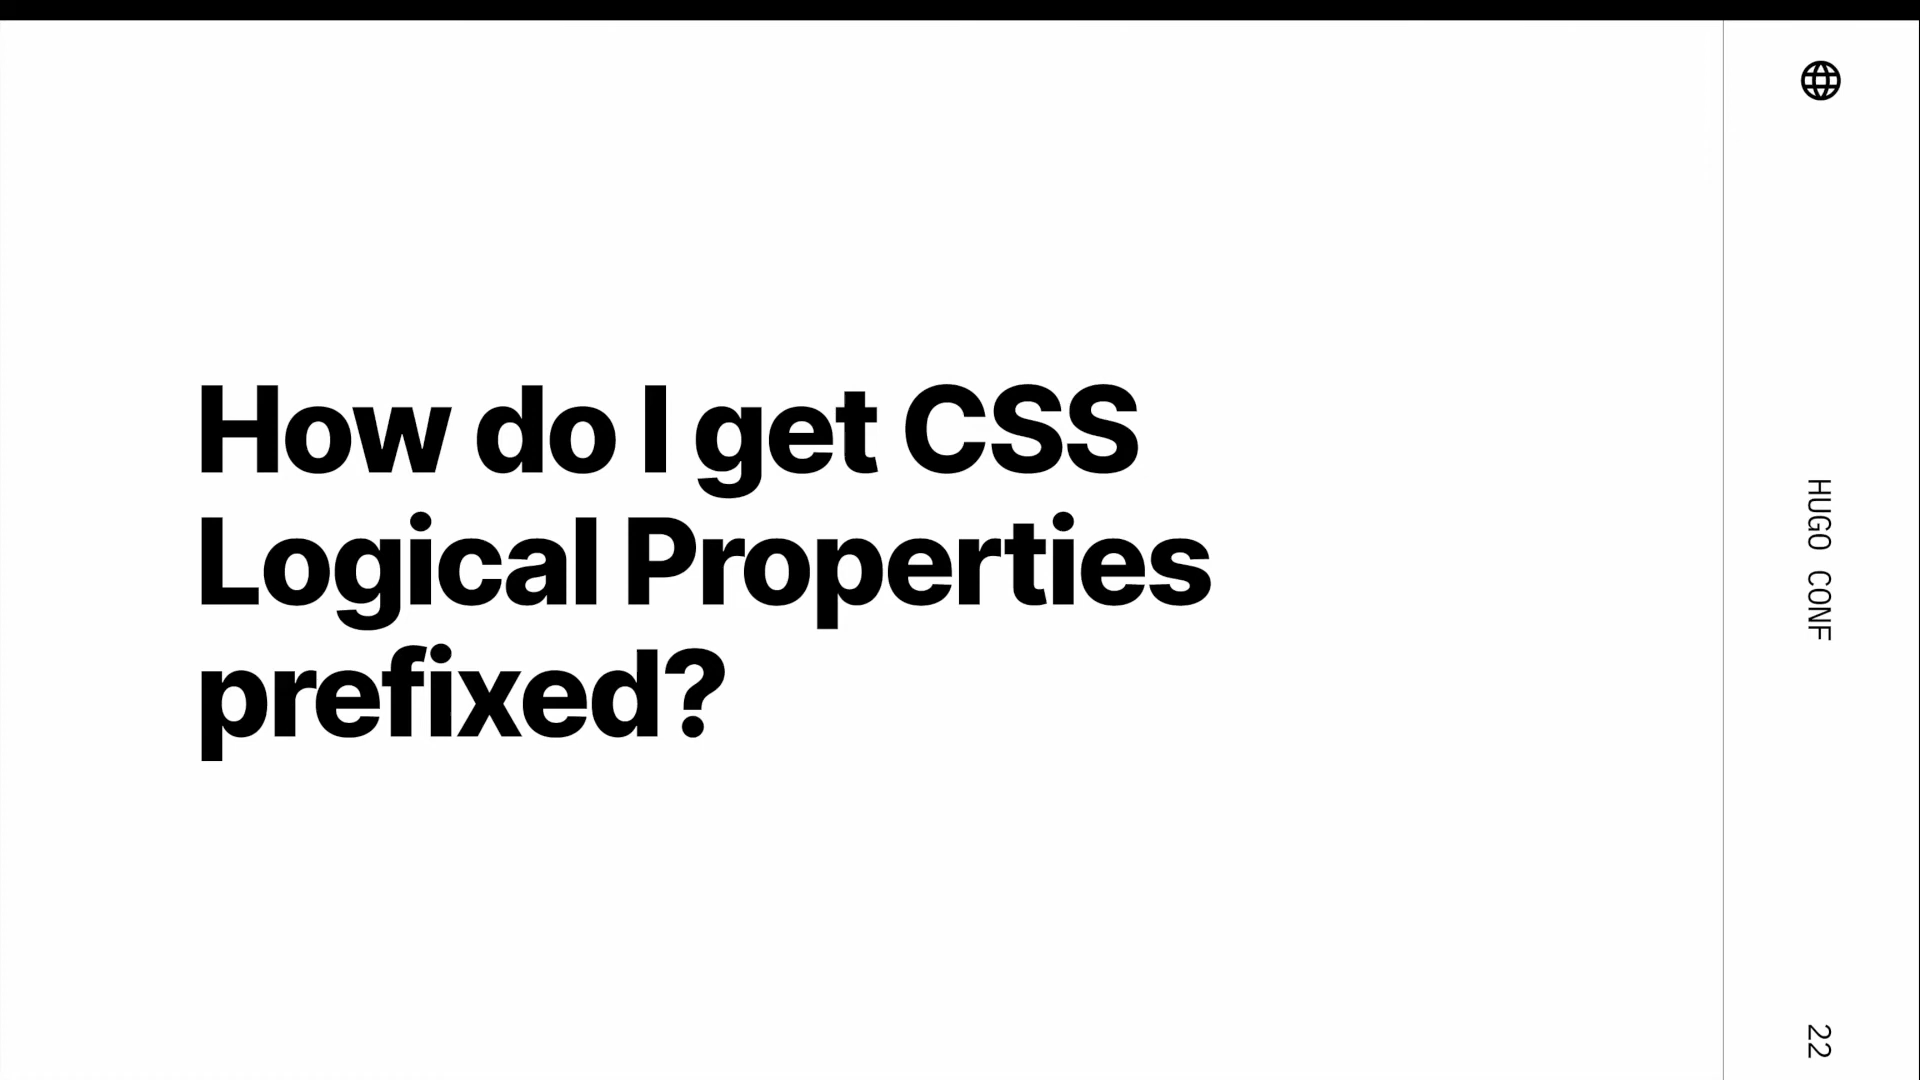 How do I get CSS
Logical Properties
prefixed?
HUGO CONF
22